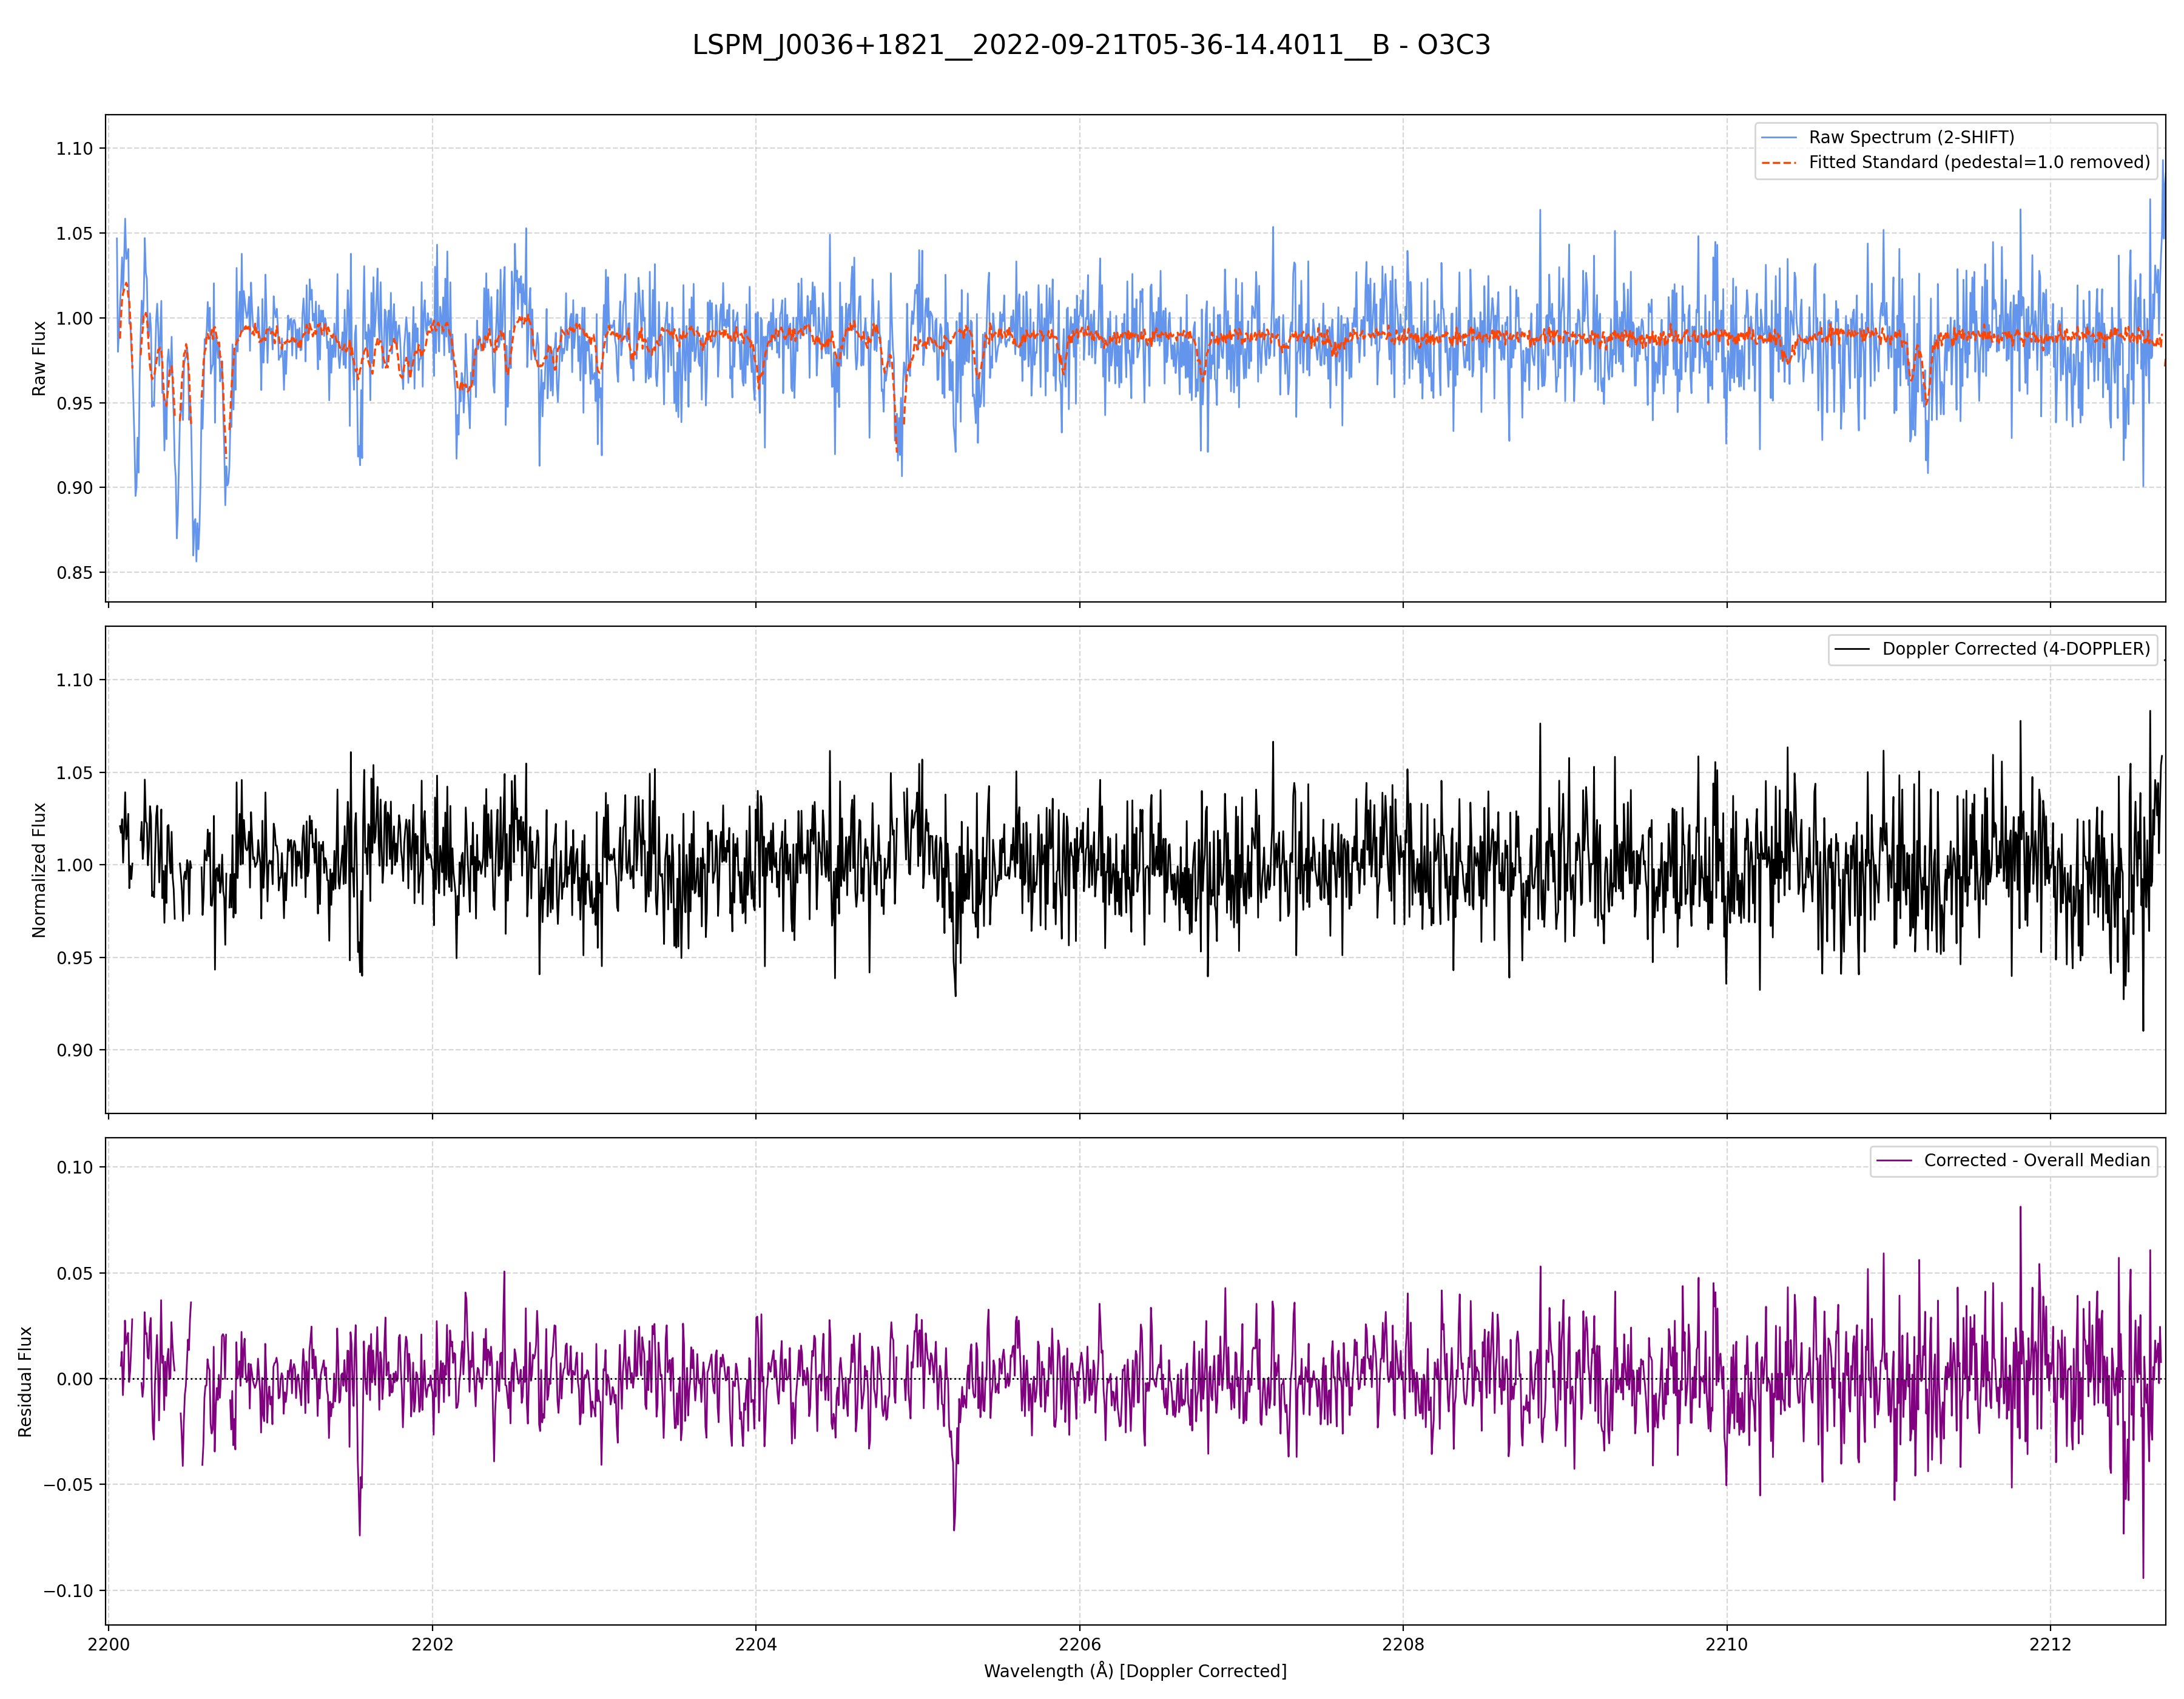 LSPM_J0036+1821__2022-09-21T05-36-14.4011__B - O3C3
Raw Spectrum (2-SHIFT)
Fitted Standard (pedestal=1.0 removed)
1.10
1.05
1.00
0.95
0.90
0.85
Raw Flux
Doppler Corrected (4-DOPPLER)
1.10
1.05
1.00
0.95
0.90
Normalized Flux
Corrected - Overall Median
0.10
0.05
0.00
−0.05
−0.10
Residual Flux
2200 2202 2204 2206 2208 2210 2212
Wavelength (Å) [Doppler Corrected]